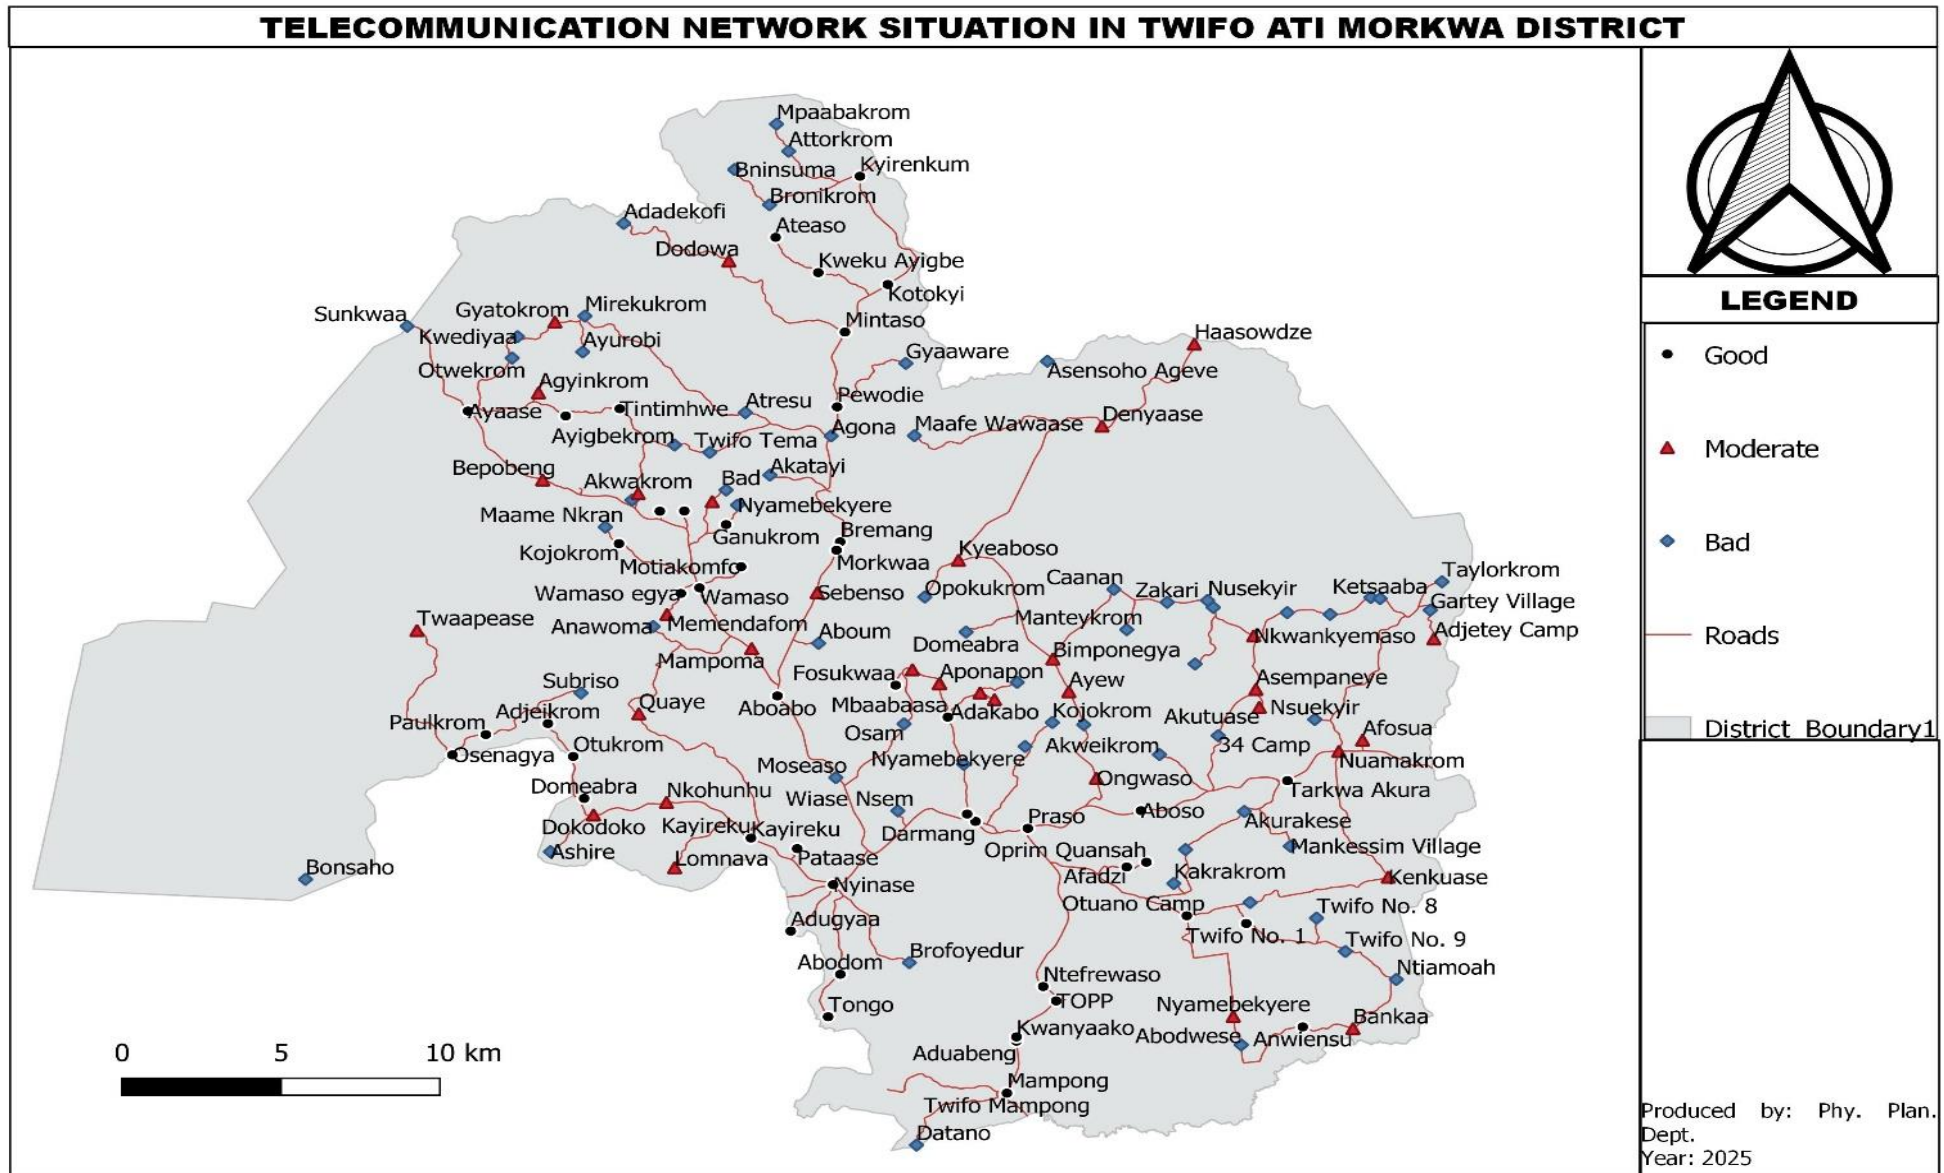 TELECOMMUNICATION NETWORK SITUATION IN TWIFO ATI MORKWA DISTRICT
Mpaabakrom
Attorkrom
Bninsuma
Kyirenkum
Bronikrom
Adadekofi
Ateaso
Dodowa
Kweku Ayigbe
Kotokyi
Sunkwaa
Gyatokrom
Mirekukrom
Mintaso
Kwediyaa
Ayurobi
Haasowdze
Gyaaware
Otwekrom
Asensoho Ageve
Agyinkrom
Pewodie
Ayaase
Tintimhwe
Atresu
Denyaase
Ayigbekrom
Twifo Tema
Agona
Maafe Wawaase
Bepobeng
Akwakrom
Bad
Akatayi
Maame Nkran
Nyamebekyere
Ganukrom
Bremang
Kojokrom
Motiakomfo
Morkwaa
Kyeaboso
Wamaso egya
Wamaso
Sebenso
Opokukrom
Caanan
Zakari
Nusekyir
Ketsaaba
Taylorkrom
Gartey Village
Twaapease
Anawoma
Memendafom
Aboum
Manteykrom
Nkwankyemaso
Adjetey Camp
Mampoma
Domeabra
Bimponegya
Fosukwaa
Aponapon
Subriso
Ayew
Asempaneye
Quaye
Aboabo
Mbaabaasa
Adakabo
Kojokrom
Akutuase
Nsuekyir
Paulkrom
Adjeikrom
Osam
Afosua
Osenagya
Otukrom
Nyamebekyere
Akweikrom
34 Camp
Nuamakrom
Moseaso
Ongwaso
Domeabra
Nkohunhu
Wiase Nsem
Tarkwa Akura
Dokodoko
Kayireku
Kayireku
Darmang
Praso
Aboso
Akurakese
Ashire
Lomnava
Pataase
Oprim Quansah
Mankessim Village
Bonsaho
Nyinase
Afadzi
Kakrakrom
Kenkuase
Otuano Camp
Twifo No. 8
Adugyaa
Twifo No. 1
Twifo No. 9
Brofoyedur
Abodom
Ntiamoah
Ntefrewaso
Tongo
TOPP
Nyamebekyere
Bankaa
Kwanyaako
Abodwese
Anwiensu
Aduabeng
Mampong
Twifo Mampong
Datano
0 5 10 km
LEGEND
Good
Moderate
Bad
Roads
District Boundary1
Produced by: Phy. Plan.
Dept.
Year: 2025